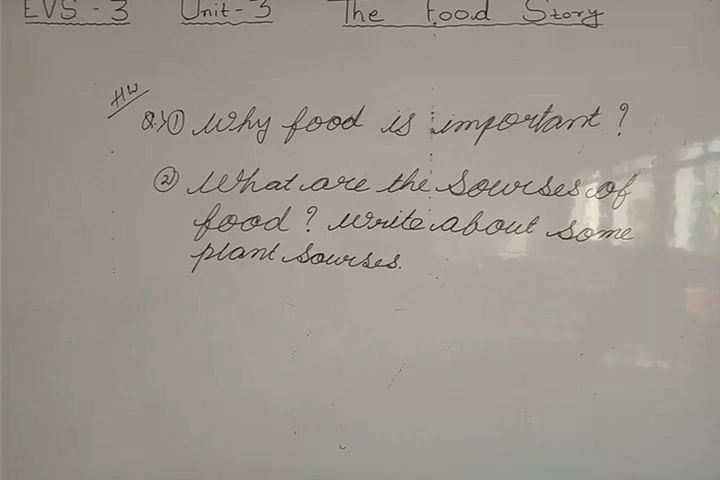 EVS - 3 Unit - 3 The Food Story
HW
Q.) ① Why food is important ?
② What are the sourses of
food ? Write about some
plant sourses.